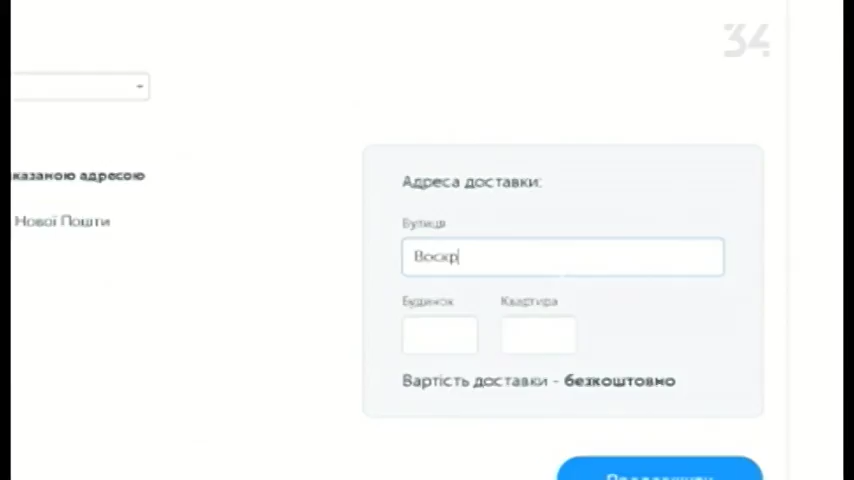 34
казаною адресою
Нової Пошти
Адреса доставки:
Вулиця
Воскр
Будинок
Квартира
Вартість доставки - безкоштовно